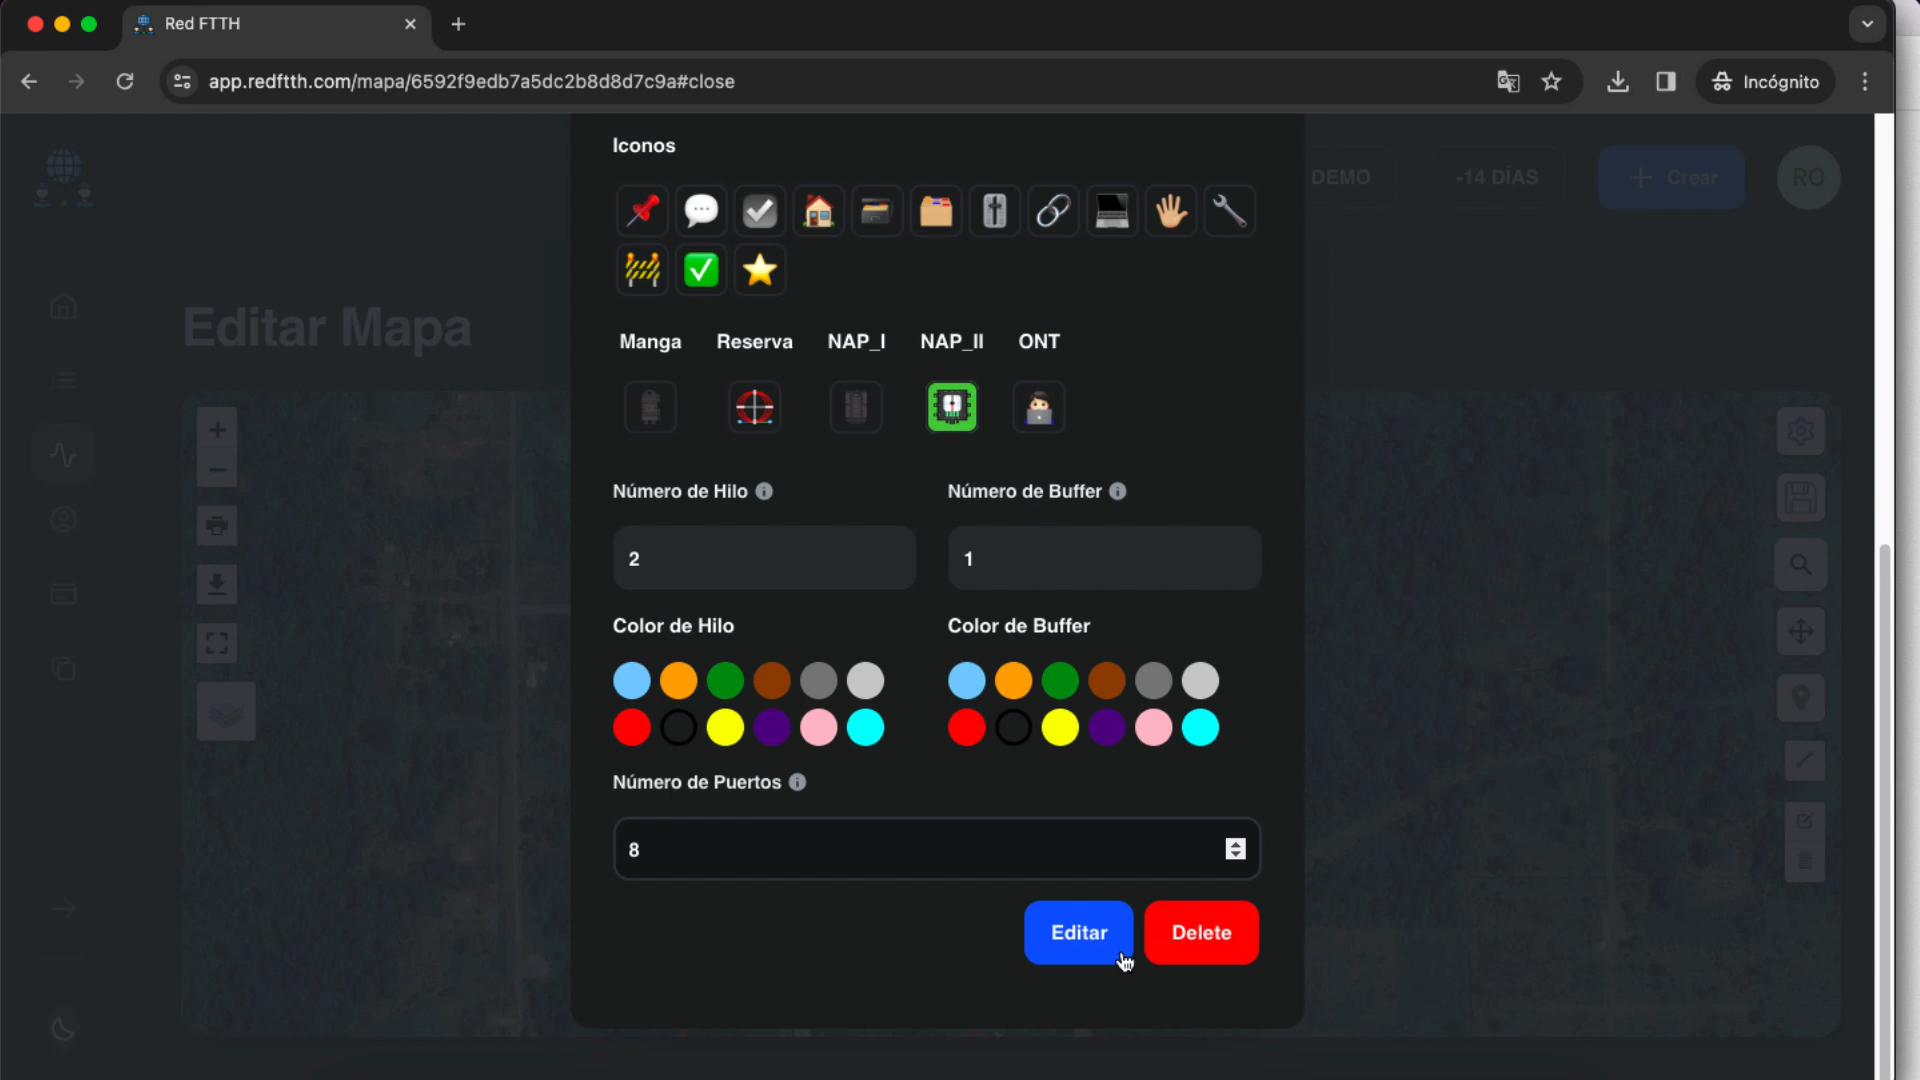 Red FTTH
app.redftth.com/mapa/6592f9edb7a5dc2b8d8d7c9a#close
Incógnito
Iconos
DEMO
-14 DÍAS
+ Crear
RO
Editar Mapa
Manga Reserva NAP_I NAP_II ONT
Número de Hilo Número de Buffer
2 1
Color de Hilo Color de Buffer
Número de Puertos
8
Editar Delete